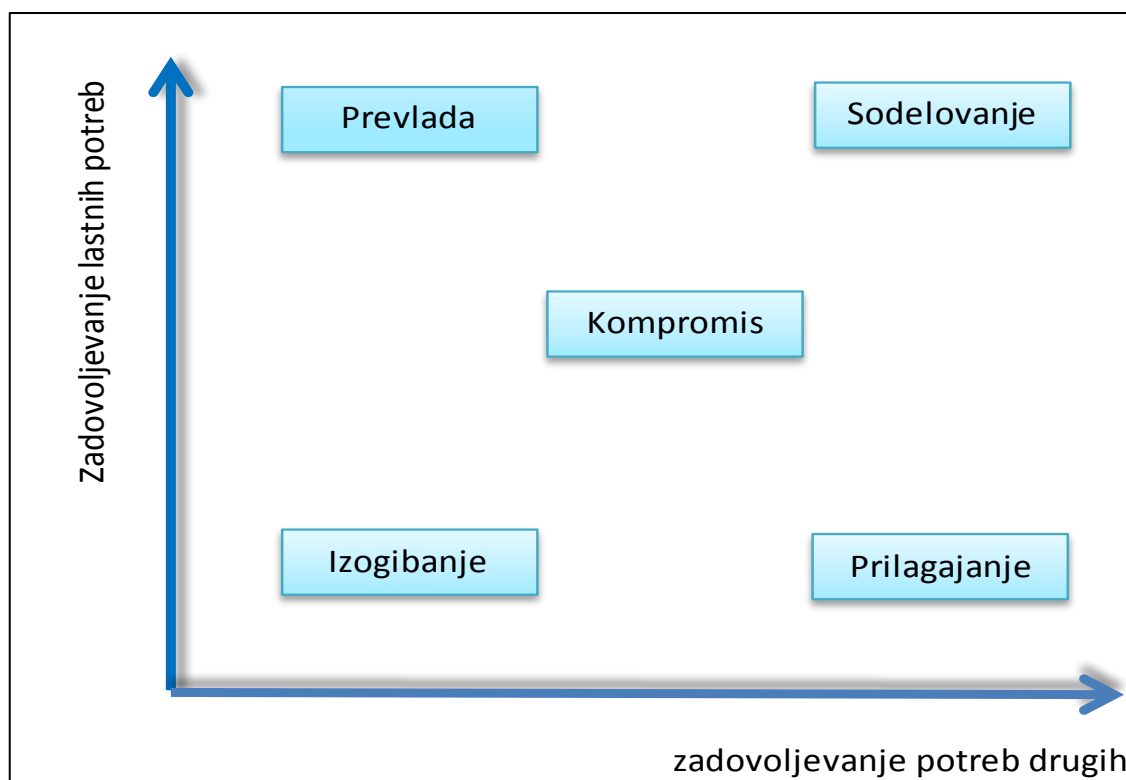 Zadovoljevanje lastnih potreb
Prevlada
Sodelovanje
Kompromis
Izogibanje
Prilagajanje
zadovoljevanje potreb drugih